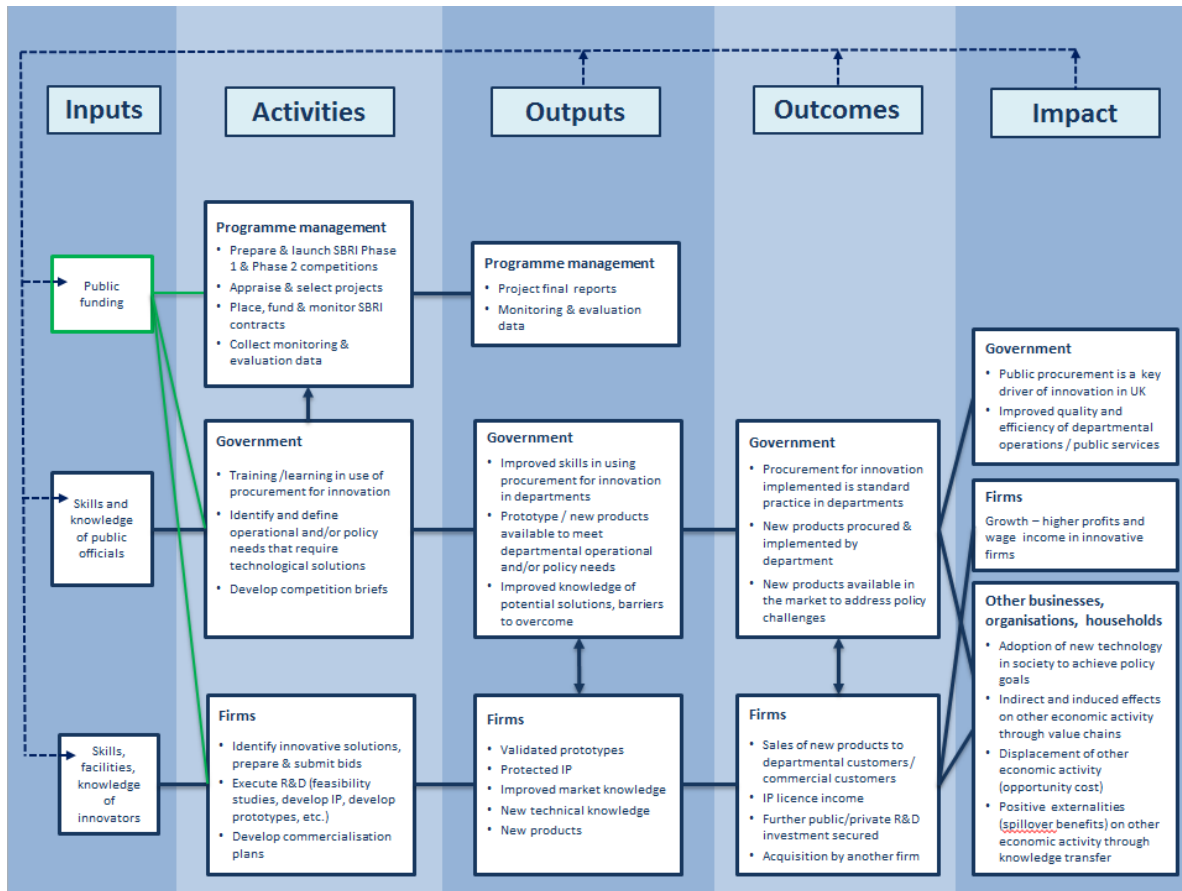 Inputs
Activities
Outputs
Outcomes
Impact
Public
funding
Skills and
knowledge
of public
officials
Skills,
facilities,
knowledge
of
innovators
Programme management
• Prepare & launch SBRI Phase
1 & Phase 2 competitions
• Appraise & select projects
• Place, fund & monitor SBRI
contracts
• Collect monitoring &
evaluation data
Government
• Training /learning in use of
procurement for innovation
• Identify and define
operational and/or policy
needs that require
technological solutions
• Develop competition briefs
Firms
• Identify innovative solutions,
prepare & submit bids
• Execute R&D (feasibility
studies, develop IP, develop
prototypes, etc.)
• Develop commercialisation
plans
Programme management
• Project final reports
• Monitoring & evaluation
data
Government
• Improved skills in using
procurement for innovation
in departments
• Prototype / new products
available to meet
departmental operational
and/or policy needs
• Improved knowledge of
potential solutions, barriers
to overcome
Firms
• Validated prototypes
• Protected IP
• Improved market knowledge
• New technical knowledge
• New products
Government
• Procurement for innovation
implemented is standard
practice in departments
• New products procured &
implemented by
department
• New products available in
the market to address policy
challenges
Firms
• Sales of new products to
departmental customers /
commercial customers
• IP licence income
• Further public/private R&D
investment secured
• Acquisition by another firm
Government
• Public procurement is a key
driver of innovation in UK
• Improved quality and
efficiency of departmental
operations / public services
Firms
Growth – higher profits and
wage income in innovative
firms
Other businesses,
organisations, households
• Adoption of new technology
in society to achieve policy
goals
• Indirect and induced effects
on other economic activity
through value chains
• Displacement of other
economic activity
(opportunity cost)
• Positive externalities
(spillover benefits) on other
economic activity through
knowledge transfer